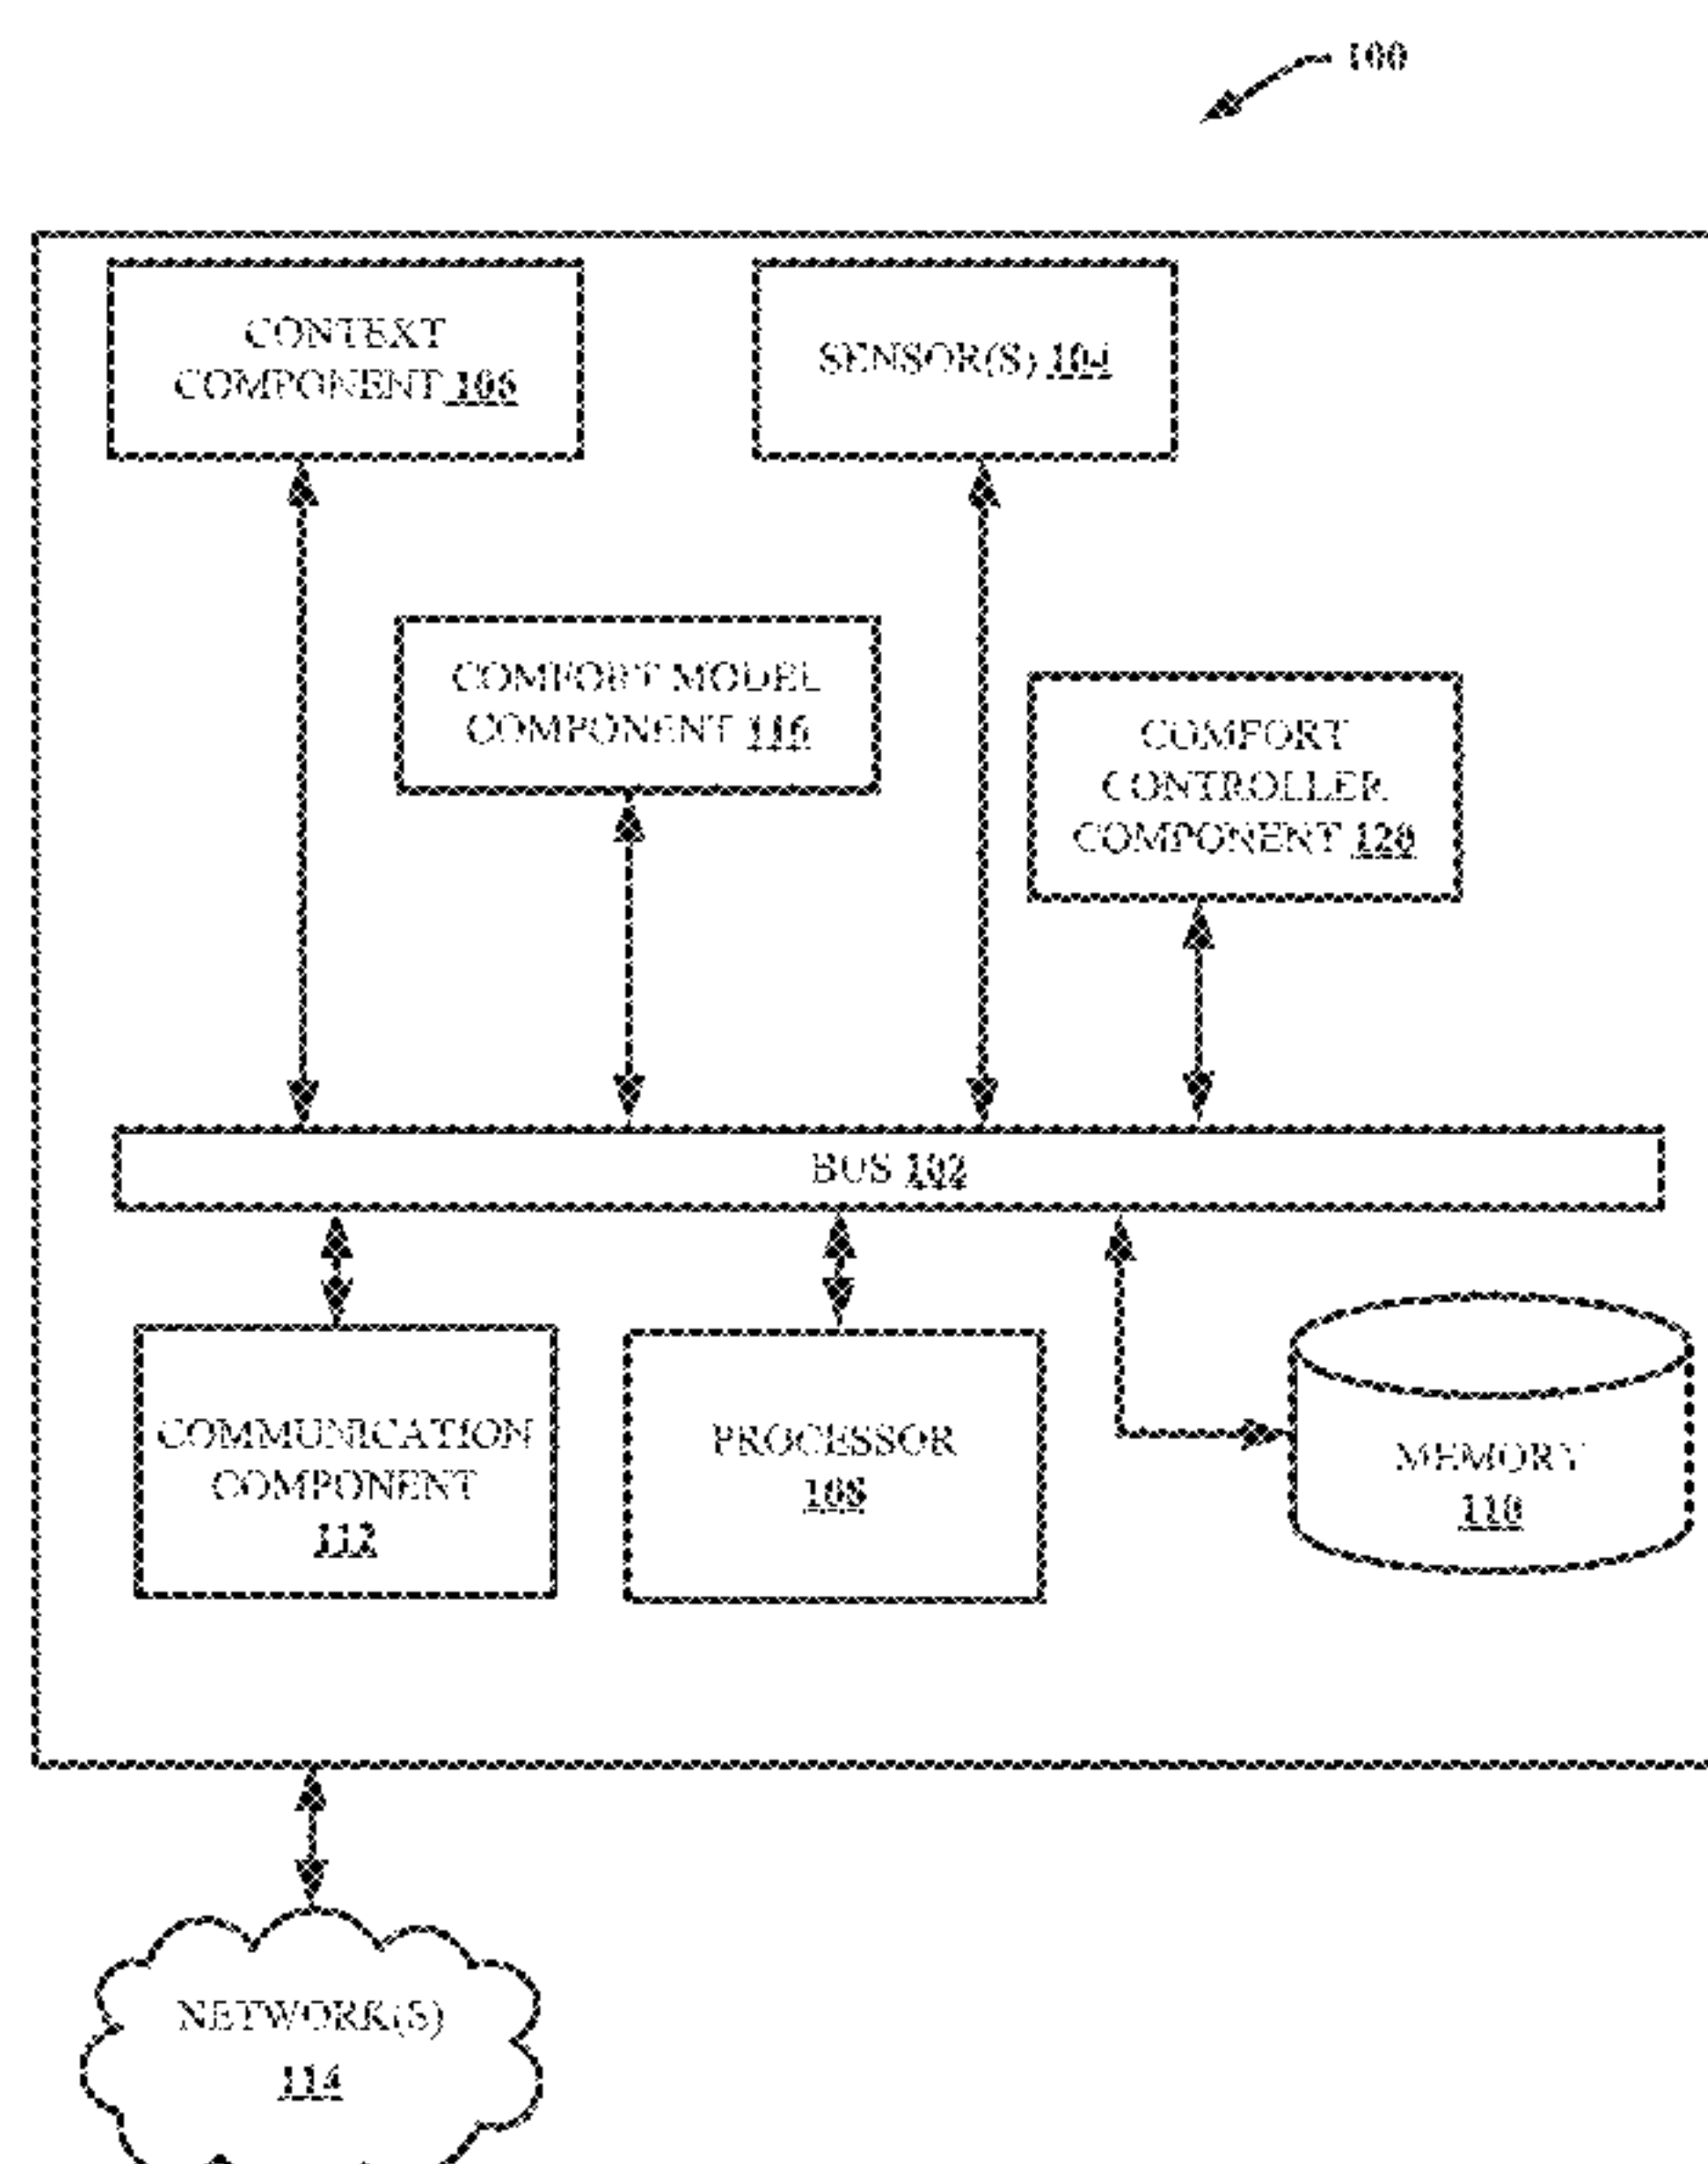 100
CONTEXT
COMPONENT 106
SENSOR(S) 104
COMFORT MODEL
COMPONENT 116
COMFORT
CONTROLLER
COMPONENT 120
BUS 102
COMMUNICATION
COMPONENT
112
PROCESSOR
108
MEMORY
110
NETWORK(S)
114